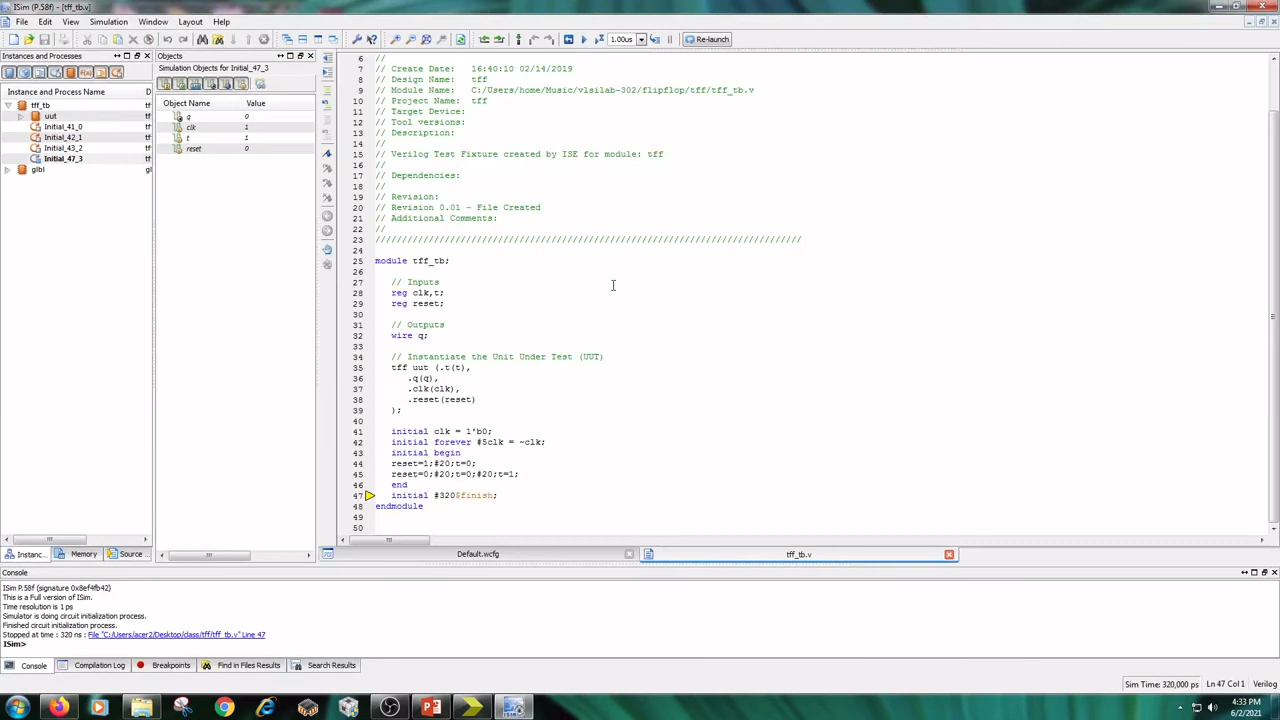 ISim (P.58f) - [tff_tb.v]
File Edit View Simulation Window Layout Help
1.00us Re-launch
Instances and Processes
Instance and Process Name D
tff_tb tf
uut tf
Initial_41_0 tf
Initial_42_1 tf
Initial_43_2 tf
Initial_47_3 tf
glbl gl
Instanc... Memory Source ...
Objects
Simulation Objects for Initial_47_3
Object Name Value
q 0
clk 1
t 1
reset 0
6 //
7 // Create Date: 16:40:10 02/14/2019
8 // Design Name: tff
9 // Module Name: C:/Users/home/Music/vlsilab-302/flipflop/tff/tff_tb.v
10 // Project Name: tff
11 // Target Device:
12 // Tool versions:
13 // Description:
14 //
15 // Verilog Test Fixture created by ISE for module: tff
16 //
17 // Dependencies:
18 //
19 // Revision:
20 // Revision 0.01 - File Created
21 // Additional Comments:
22 //
23 ////////////////////////////////////////////////////////////////////////////////
24
25 module tff_tb;
26
27 // Inputs
28 reg clk,t;
29 reg reset;
30
31 // Outputs
32 wire q;
33
34 // Instantiate the Unit Under Test (UUT)
35 tff uut (.t(t),
36 .q(q),
37 .clk(clk),
38 .reset(reset)
39 );
40
41 initial clk = 1'b0;
42 initial forever #5clk = ~clk;
43 initial begin
44 reset=1;#20;t=0;
45 reset=0;#20;t=0;#20;t=1;
46 end
47 initial #320$finish;
48 endmodule
49
50
Default.wcfg tff_tb.v
Console
ISim P.58f (signature 0x8ef4fb42)
This is a Full version of ISim.
Time resolution is 1 ps
Simulator is doing circuit initialization process.
Finished circuit initialization process.
Stopped at time : 320 ns : File "C:/Users/acer2/Desktop/class/tff/tff_tb.v" Line 47
ISim>
Console Compilation Log Breakpoints Find in Files Results Search Results
Sim Time: 320,000 ps Ln 47 Col 1 Verilog
4:33 PM
6/2/2021